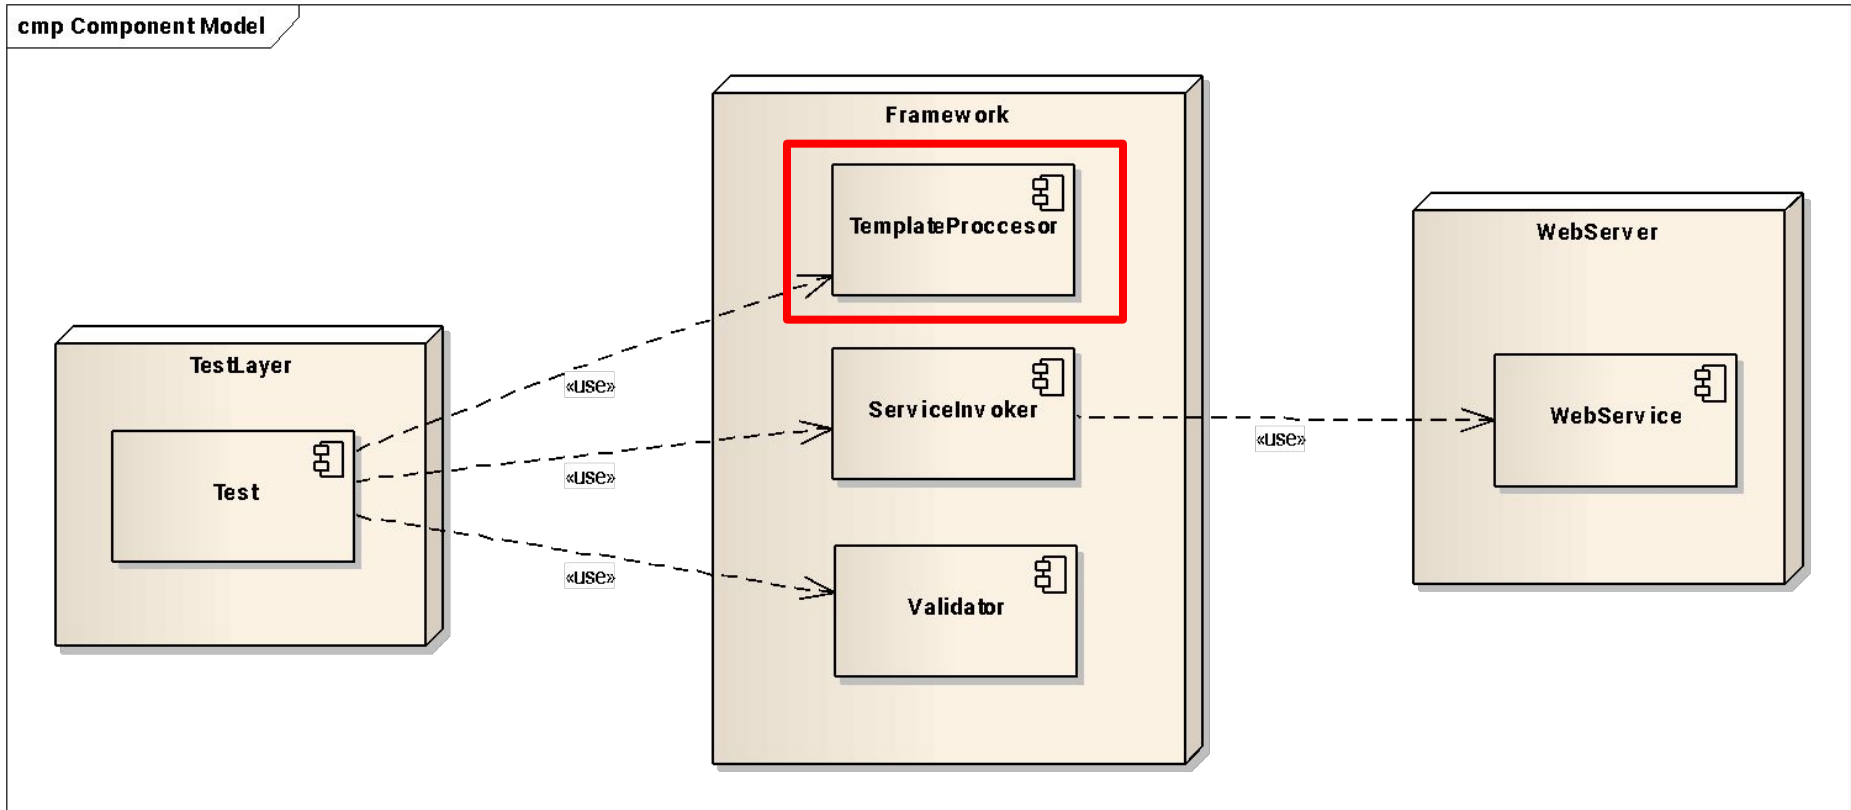 cmp Component Model
Framework
TemplateProccesor
WebServer
TestLayer
«use»
ServiceInvoker
WebService
«use»
«use»
Test
«use»
Validator